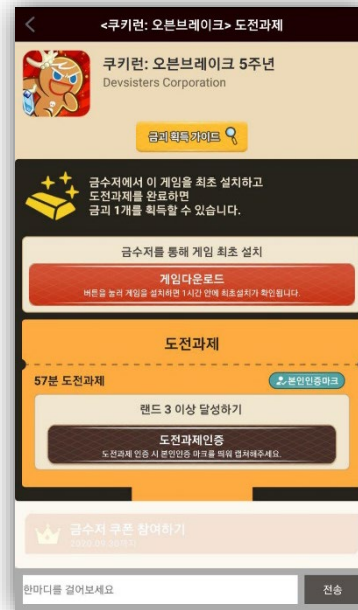 <쿠키런: 오븐브레이크> 도전과제
쿠키런: 오븐브레이크 5주년
Devsisters Corporation
금괴 획득 가이드
금수저에서 이 게임을 최초 설치하고
도전과제를 완료하면
금괴 1개를 획득할 수 있습니다.
금수저를 통해 게임 최초 설치
게임다운로드
버튼을 눌러 게임을 설치하면 1시간 안에 최초설치가 확인됩니다.
도전과제
57분 도전과제
본인인증마크
랜드 3 이상 달성하기
도전과제인증
도전과제 인증 시 본인인증 마크를 띄워 캡쳐해주세요.
금수저 쿠폰 참여하기
한마디를 걸어보세요
전송